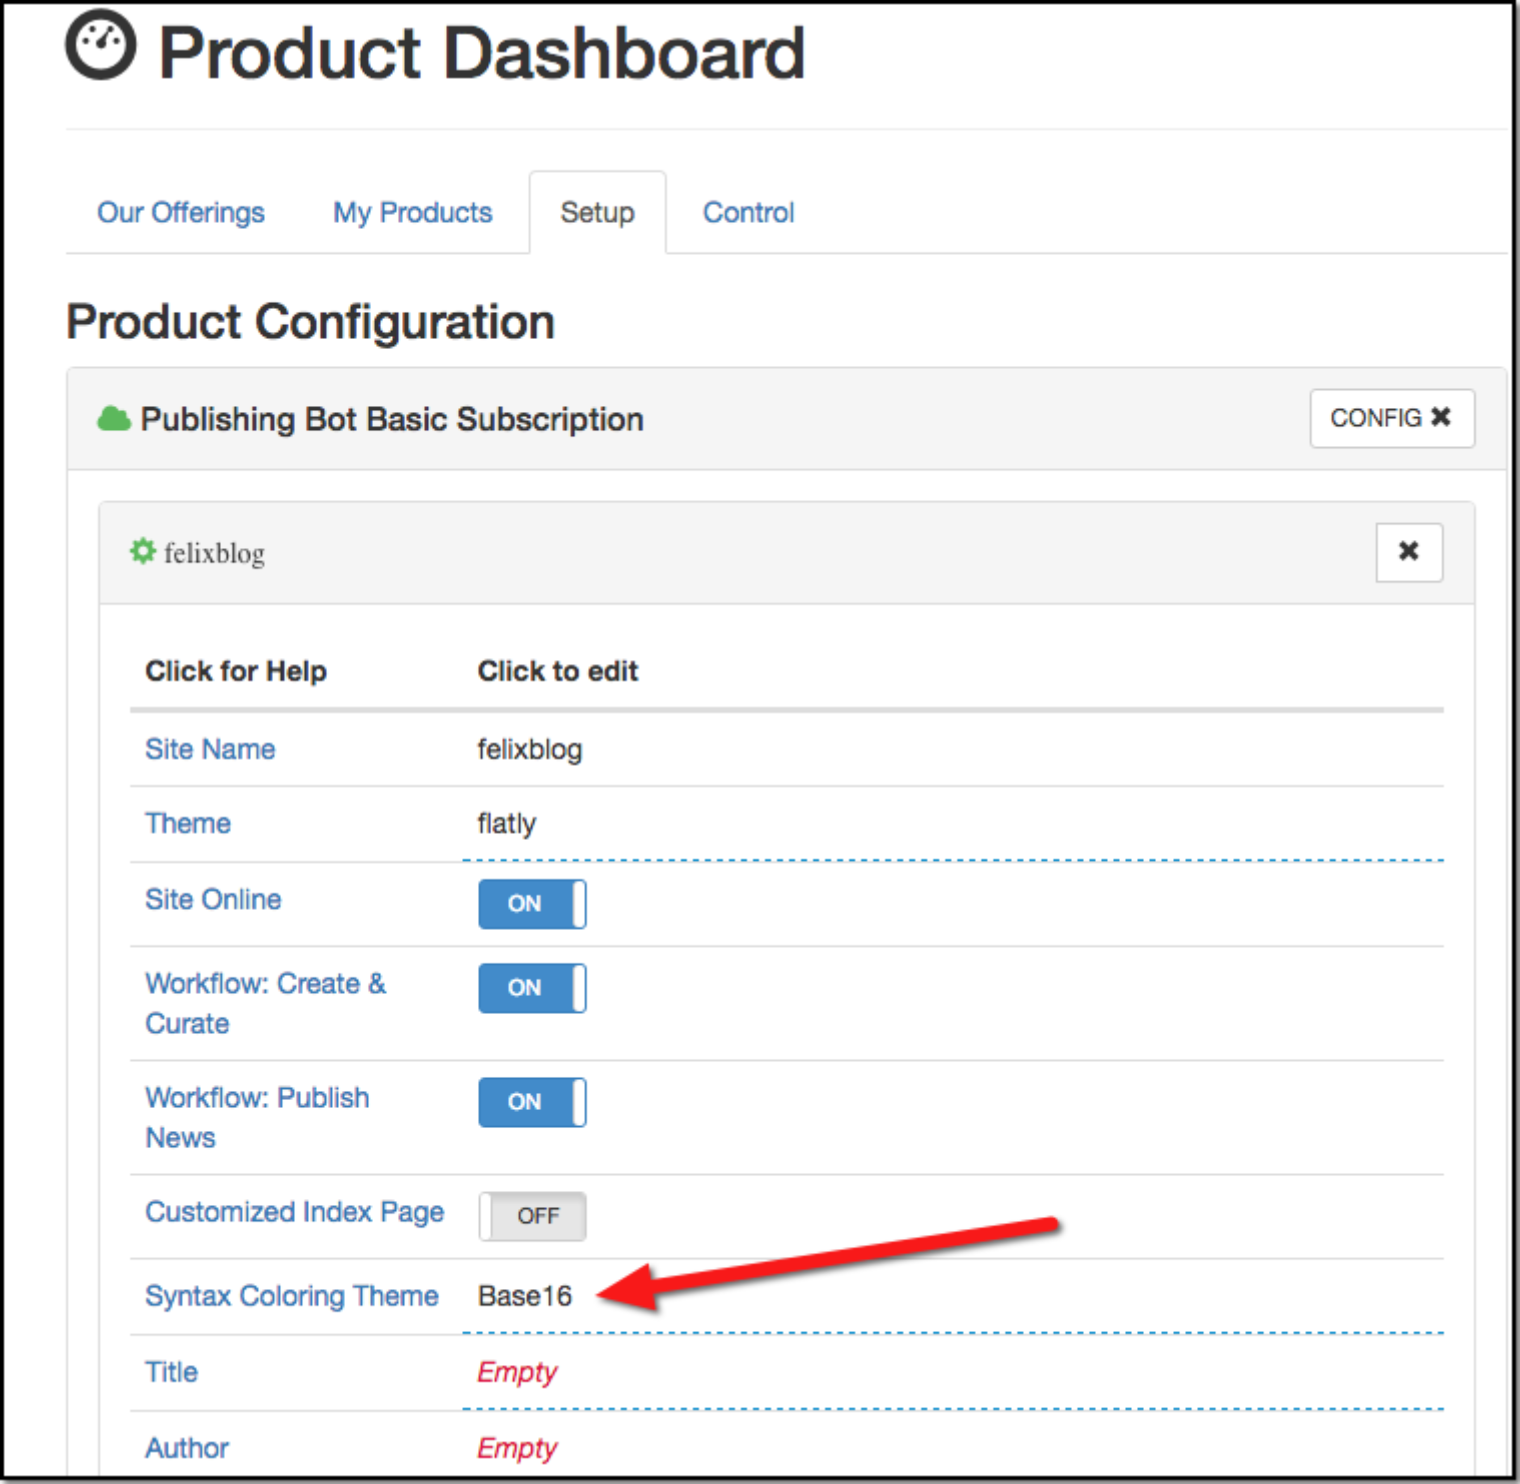 Product Dashboard
Our Offerings My Products Setup Control
Product Configuration
Publishing Bot Basic Subscription CONFIG ✖
felixblog ✖
Click for Help Click to edit
Site Name felixblog
Theme flatly
Site Online ON
Workflow: Create & ON
Curate
Workflow: Publish ON
News
Customized Index Page OFF
Syntax Coloring Theme Base16
Title Empty
Author Empty